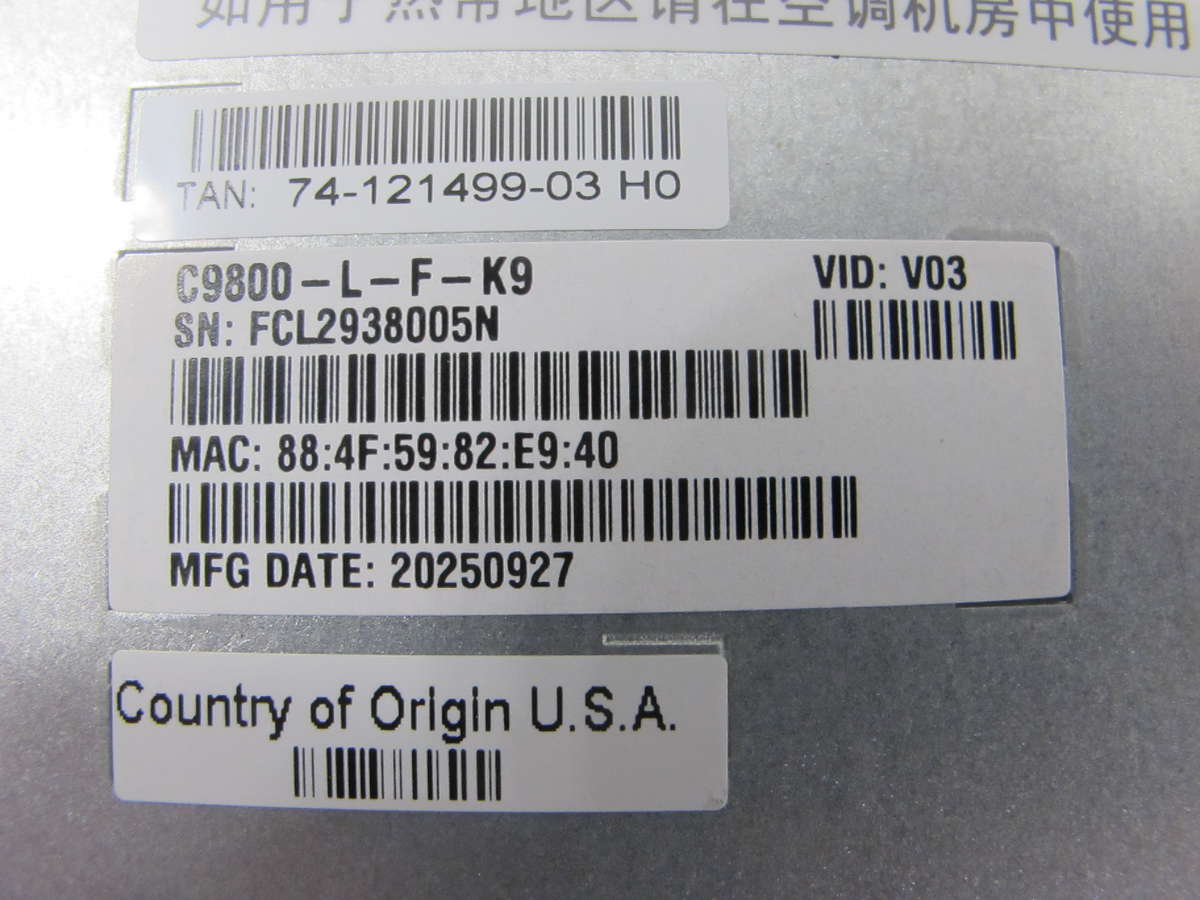 如用于热带地区请在空调机房中使用
TAN: 74-121499-03 H0
C9800-L-F-K9
VID: V03
SN: FCL2938005N
MAC: 88:4F:59:82:E9:40
MFG DATE: 20250927
Country of Origin U.S.A.